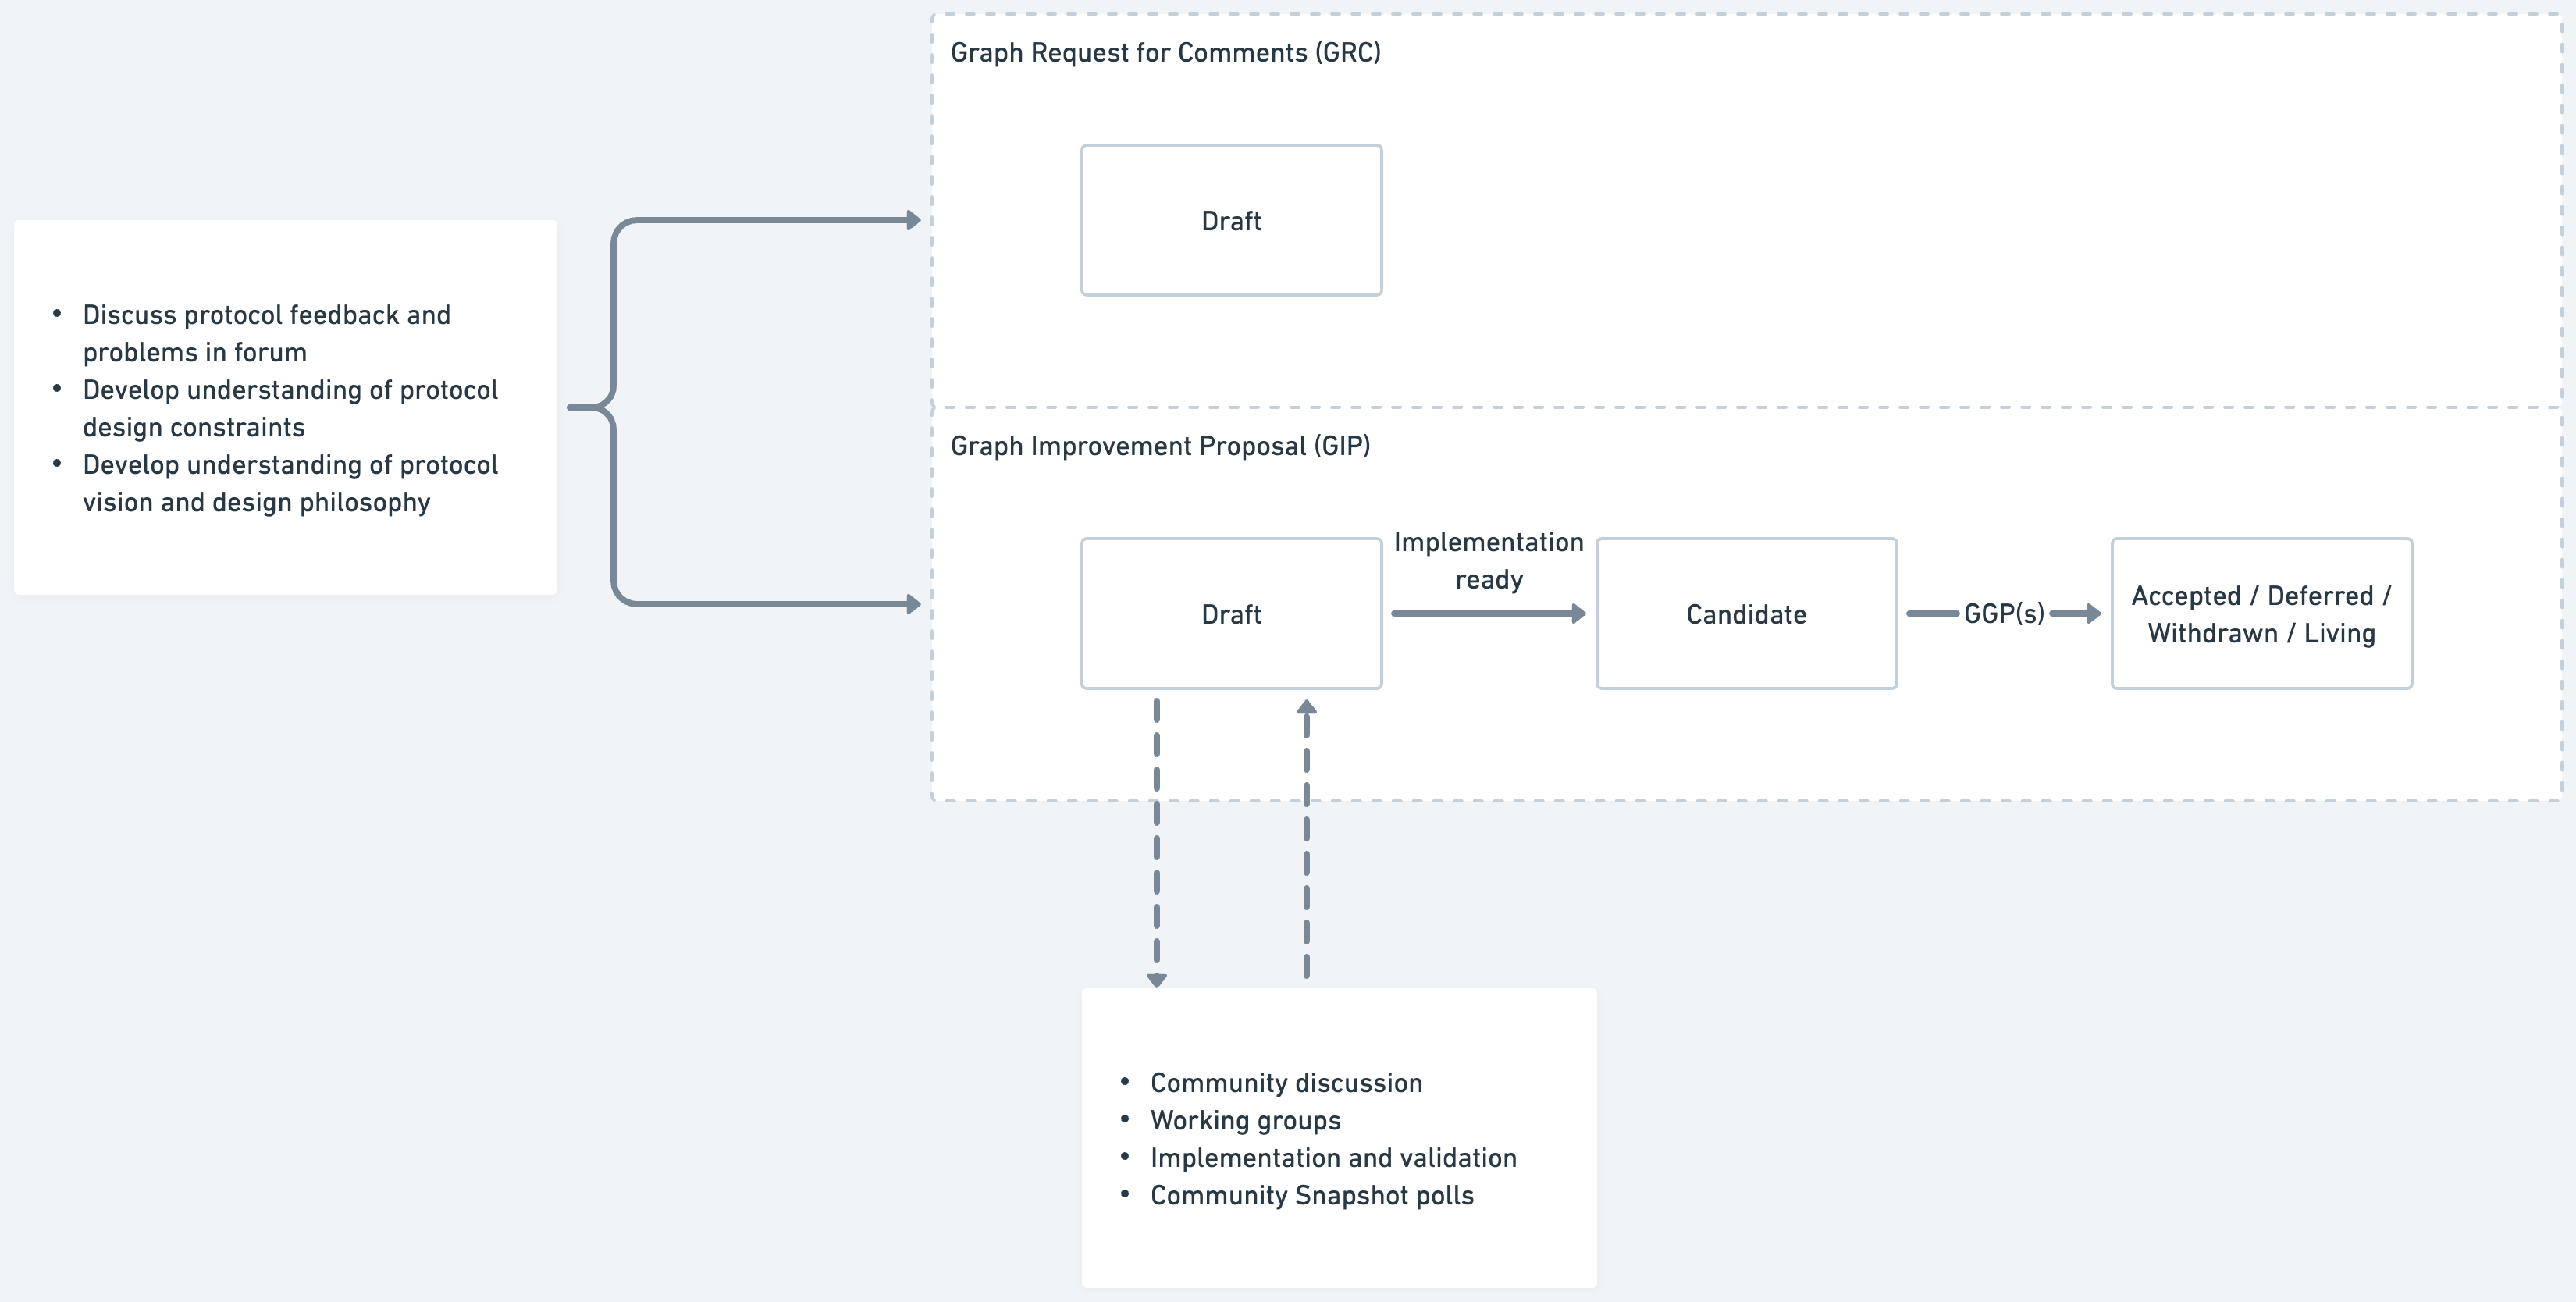 Graph Request for Comments (GRC)
Draft
• Discuss protocol feedback and
problems in forum
• Develop understanding of protocol
design constraints
• Develop understanding of protocol
vision and design philosophy
Graph Improvement Proposal (GIP)
Draft
Implementation
ready
Candidate
GGP(s)
Accepted / Deferred /
Withdrawn / Living
• Community discussion
• Working groups
• Implementation and validation
• Community Snapshot polls